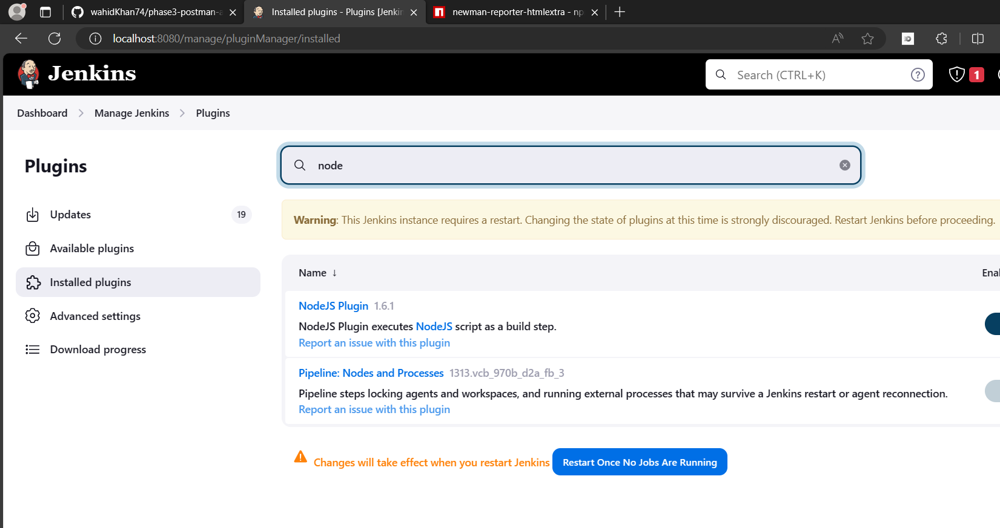 wahidKhan74/phase3-postman-a
Installed plugins - Plugins [Jenkin
newman-reporter-htmlextra - np
localhost:8080/manage/pluginManager/installed
Jenkins
Search (CTRL+K)
1
Dashboard
Manage Jenkins
Plugins
Plugins
node
Updates
19
Available plugins
Installed plugins
Advanced settings
Download progress
Warning: This Jenkins instance requires a restart. Changing the state of plugins at this time is strongly discouraged. Restart Jenkins before proceeding.
Name ↓
Enal
NodeJS Plugin 1.6.1
NodeJS Plugin executes NodeJS script as a build step.
Report an issue with this plugin
Pipeline: Nodes and Processes 1313.vcb_970b_d2a_fb_3
Pipeline steps locking agents and workspaces, and running external processes that may survive a Jenkins restart or agent reconnection.
Report an issue with this plugin
Changes will take effect when you restart Jenkins
Restart Once No Jobs Are Running